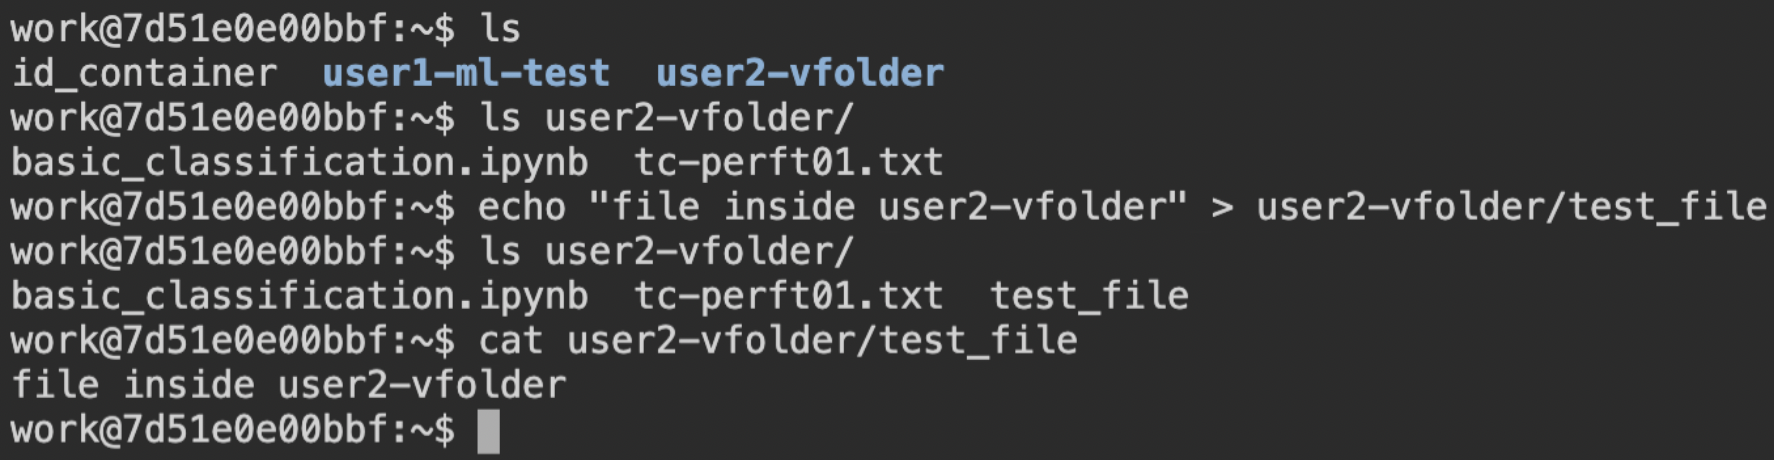 work@7d51e0e00bbf:~$ ls
id_container  user1-ml-test  user2-vfolder
work@7d51e0e00bbf:~$ ls user2-vfolder/
basic_classification.ipynb  tc-perft01.txt
work@7d51e0e00bbf:~$ echo "file inside user2-vfolder" > user2-vfolder/test_file
work@7d51e0e00bbf:~$ ls user2-vfolder/
basic_classification.ipynb  tc-perft01.txt  test_file
work@7d51e0e00bbf:~$ cat user2-vfolder/test_file
file inside user2-vfolder
work@7d51e0e00bbf:~$